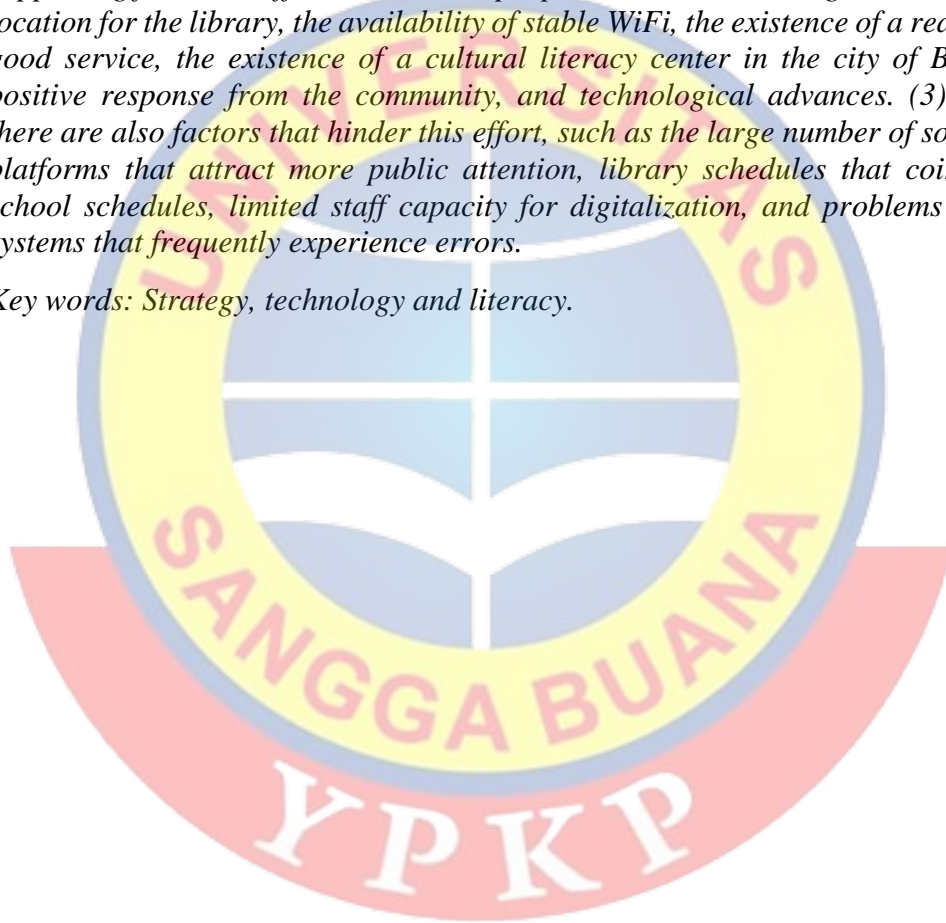 location for the library, the availability of stable WiFi, the existence of a
good service, the existence of a cultural literacy center in the city of B
positive response from the community, and technological advances. (3)
there are also factors that hinder this effort, such as the large number of so
platforms that attract more public attention, library schedules that coi
school schedules, limited staff capacity for digitalization, and problems
systems that frequently experience errors.
Key words: Strategy, technology and literacy.
UNIVERSITAS
SANGGA BUANA
YPKP